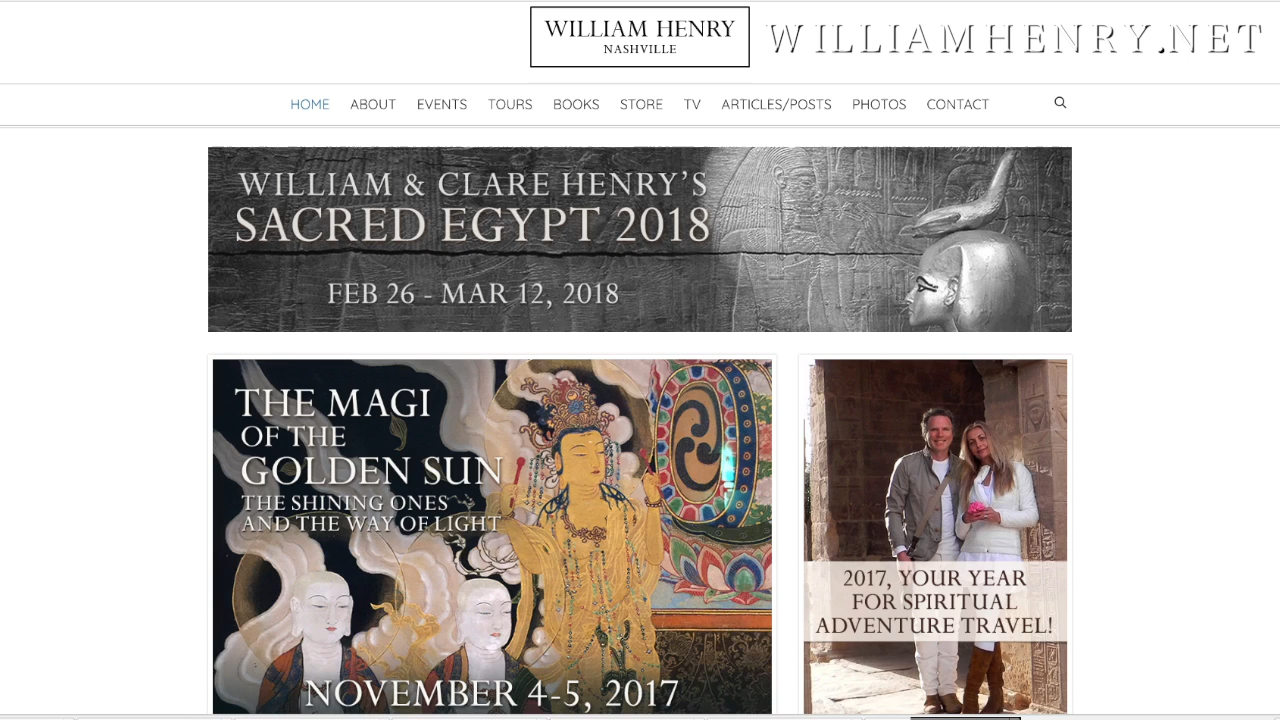 WILLIAM HENRY
NASHVILLE
WILLIAMHENRY.NET
HOME ABOUT EVENTS TOURS BOOKS STORE TV ARTICLES/POSTS PHOTOS CONTACT
WILLIAM & CLARE HENRY'S
SACRED EGYPT 2018
FEB 26 - MAR 12, 2018
THE MAGI
OF THE
GOLDEN SUN
THE SHINING ONES
AND THE WAY OF LIGHT
NOVEMBER 4-5, 2017
2017, YOUR YEAR
FOR SPIRITUAL
ADVENTURE TRAVEL!